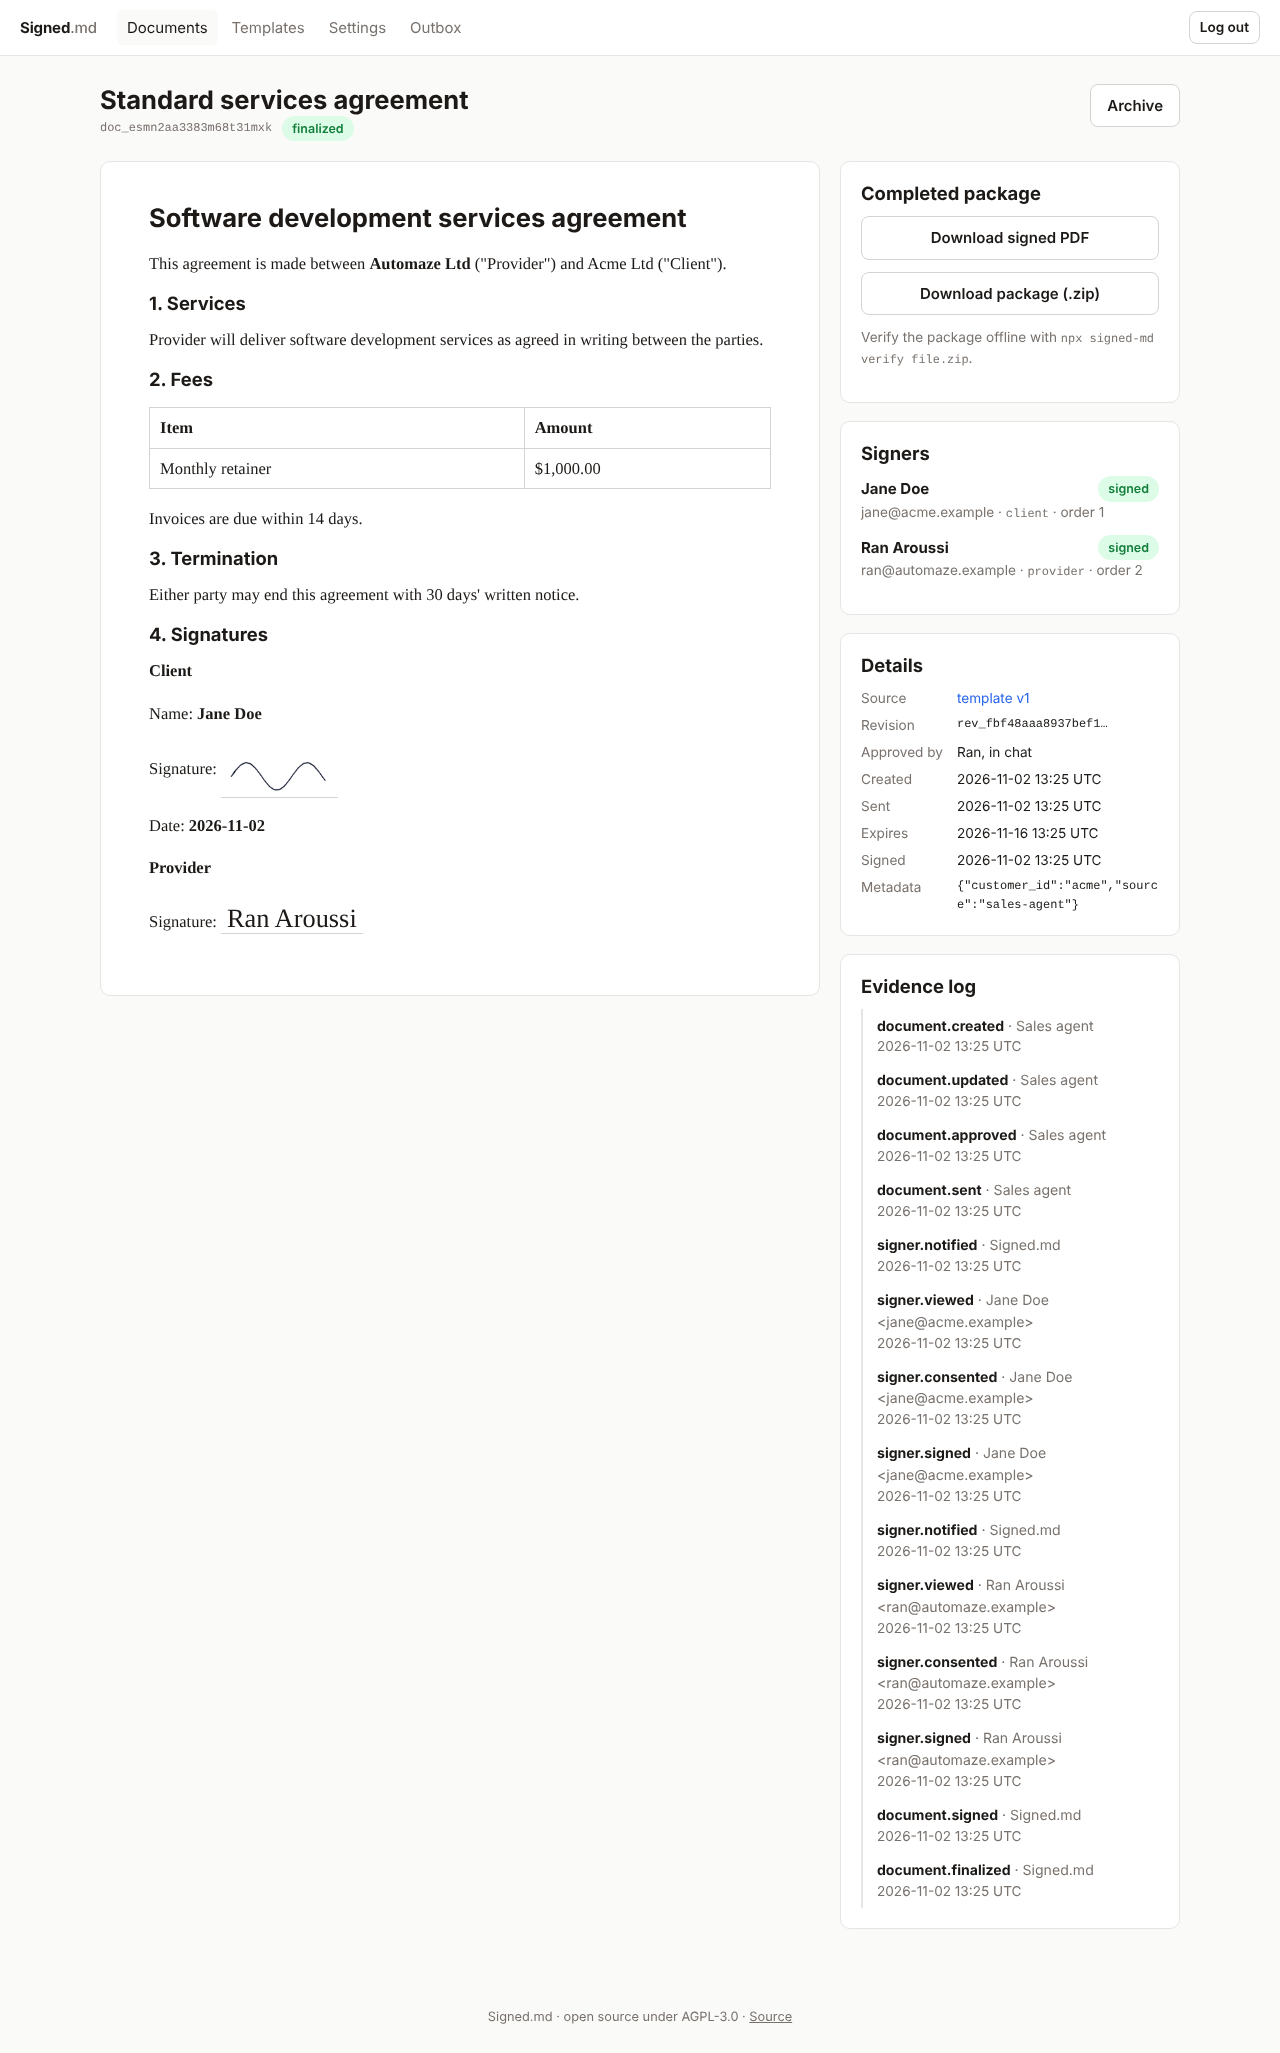 Signed.md
Documents
Templates
Settings
Outbox
Log out
Standard services agreement
doc_esmn2aa3383m68t31mxk
finalized
Archive
Software development services agreement
This agreement is made between Automaze Ltd ("Provider") and Acme Ltd ("Client").
1. Services
Provider will deliver software development services as agreed in writing between the parties.
2. Fees
Item
Amount
Monthly retainer
$1,000.00
Invoices are due within 14 days.
3. Termination
Either party may end this agreement with 30 days' written notice.
4. Signatures
Client
Name: Jane Doe
Signature:
Date: 2026-11-02
Provider
Signature: Ran Aroussi
Completed package
Download signed PDF
Download package (.zip)
Verify the package offline with npx signed-md
verify file.zip.
Signers
Jane Doe
signed
jane@acme.example · client · order 1
Ran Aroussi
signed
ran@automaze.example · provider · order 2
Details
Source template v1
Revision rev_fbf48aaa8937bef1…
Approved by Ran, in chat
Created 2026-11-02 13:25 UTC
Sent 2026-11-02 13:25 UTC
Expires 2026-11-16 13:25 UTC
Signed 2026-11-02 13:25 UTC
Metadata {"customer_id":"acme","sourc
e":"sales-agent"}
Evidence log
document.created · Sales agent
2026-11-02 13:25 UTC
document.updated · Sales agent
2026-11-02 13:25 UTC
document.approved · Sales agent
2026-11-02 13:25 UTC
document.sent · Sales agent
2026-11-02 13:25 UTC
signer.notified · Signed.md
2026-11-02 13:25 UTC
signer.viewed · Jane Doe
<jane@acme.example>
2026-11-02 13:25 UTC
signer.consented · Jane Doe
<jane@acme.example>
2026-11-02 13:25 UTC
signer.signed · Jane Doe
<jane@acme.example>
2026-11-02 13:25 UTC
signer.notified · Signed.md
2026-11-02 13:25 UTC
signer.viewed · Ran Aroussi
<ran@automaze.example>
2026-11-02 13:25 UTC
signer.consented · Ran Aroussi
<ran@automaze.example>
2026-11-02 13:25 UTC
signer.signed · Ran Aroussi
<ran@automaze.example>
2026-11-02 13:25 UTC
document.signed · Signed.md
2026-11-02 13:25 UTC
document.finalized · Signed.md
2026-11-02 13:25 UTC
Signed.md · open source under AGPL-3.0 · Source